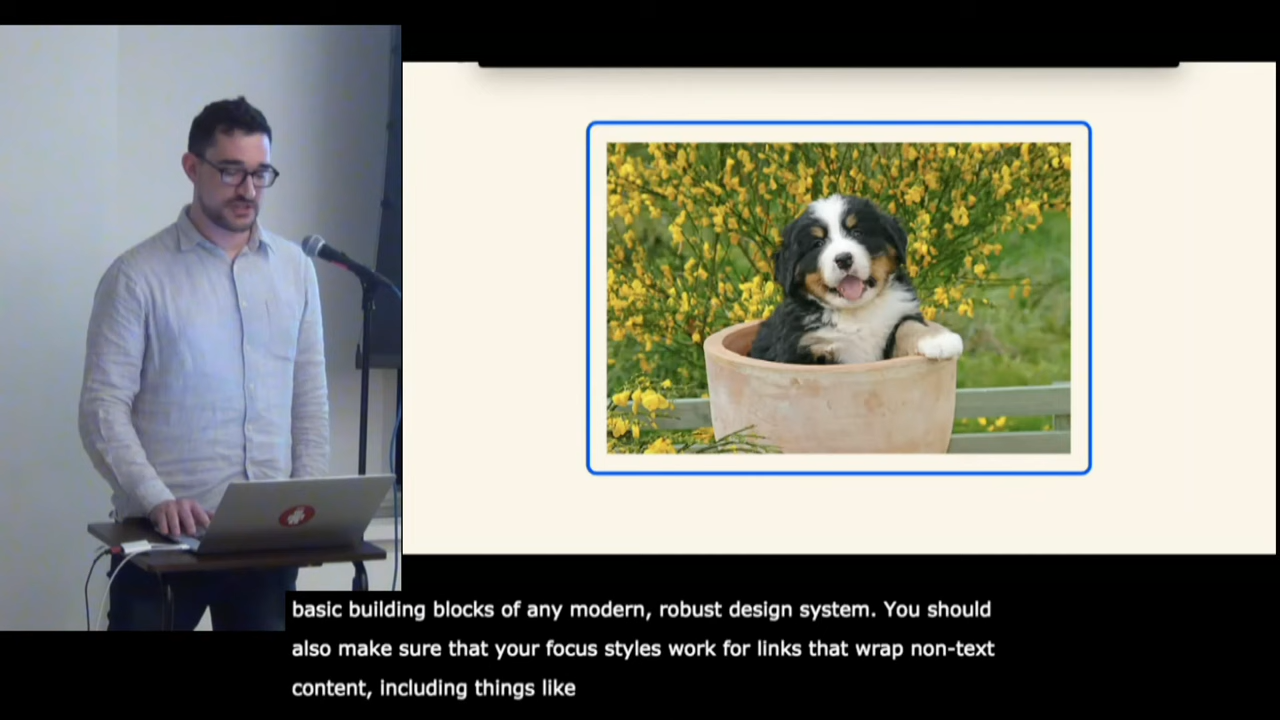 basic building blocks of any modern, robust design system. You should
also make sure that your focus styles work for links that wrap non-text
content, including things like